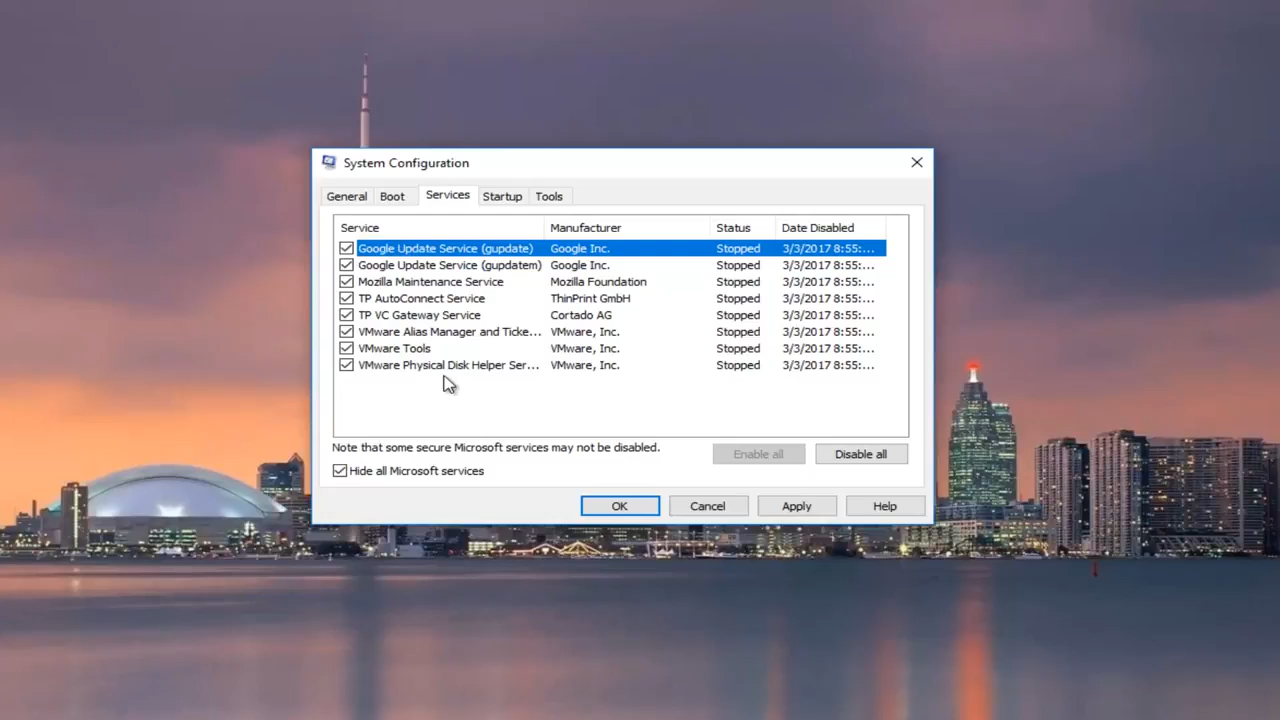 System Configuration
General Boot Services Startup Tools
Service Manufacturer Status Date Disabled
Google Update Service (gupdate) Google Inc. Stopped 3/3/2017 8:55:...
Google Update Service (gupdatem) Google Inc. Stopped 3/3/2017 8:55:...
Mozilla Maintenance Service Mozilla Foundation Stopped 3/3/2017 8:55:...
TP AutoConnect Service ThinPrint GmbH Stopped 3/3/2017 8:55:...
TP VC Gateway Service Cortado AG Stopped 3/3/2017 8:55:...
VMware Alias Manager and Ticke... VMware, Inc. Stopped 3/3/2017 8:55:...
VMware Tools VMware, Inc. Stopped 3/3/2017 8:55:...
VMware Physical Disk Helper Ser... VMware, Inc. Stopped 3/3/2017 8:55:...
Note that some secure Microsoft services may not be disabled.
Enable all Disable all
Hide all Microsoft services
OK Cancel Apply Help